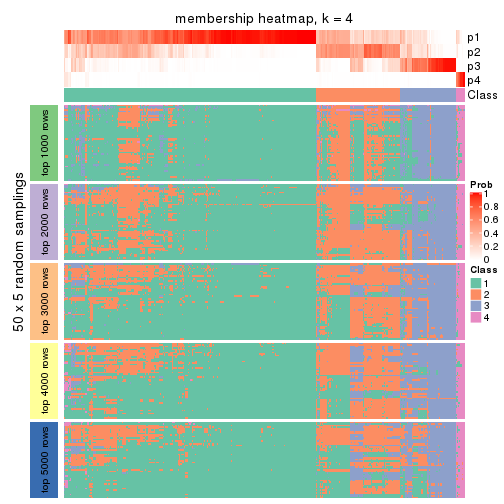 membership heatmap, k = 4
p1
p2
p3
p4
Class
50 x 5 random samplings
top 1000 rows
top 2000 rows
top 3000 rows
top 4000 rows
top 5000 rows
Prob
1
0.8
0.6
0.4
0.2
0
Class
1
2
3
4